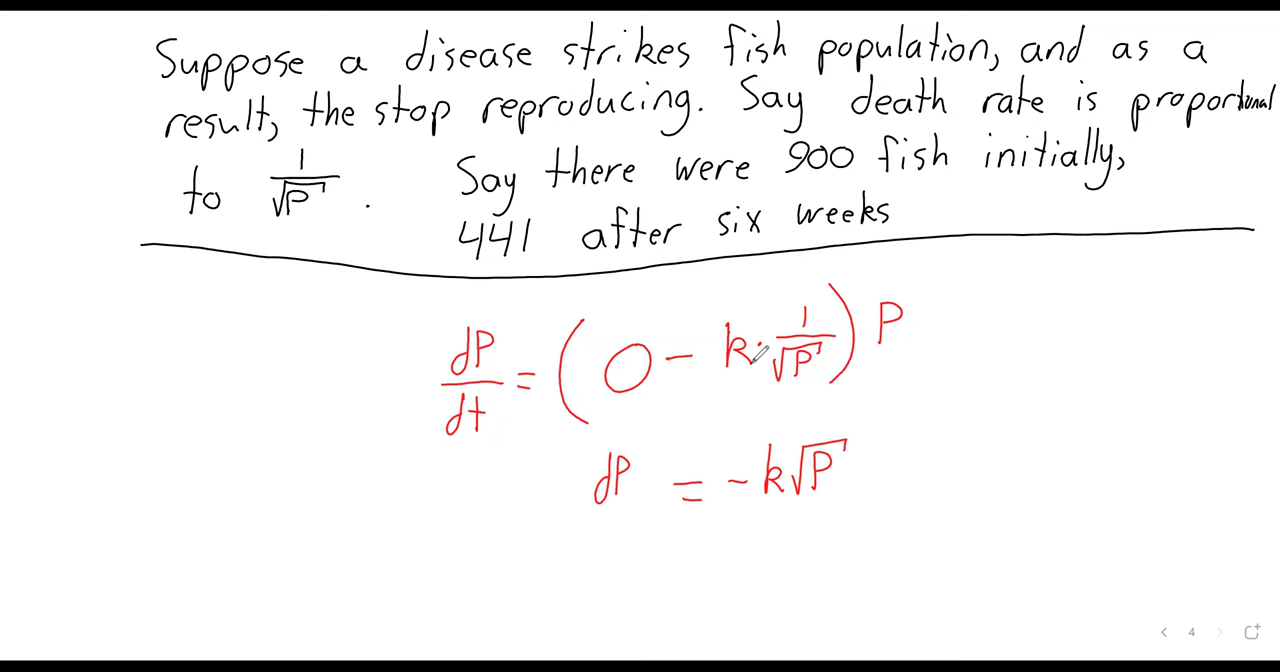 Suppose a disease strikes fish population, and as a
result, the stop reproducing. Say death rate is proportional
to 1/√P . Say there were 900 fish initially,
441 after six weeks
dP/dt = (0 - k · 1/√P) P
dP = -k√P
4